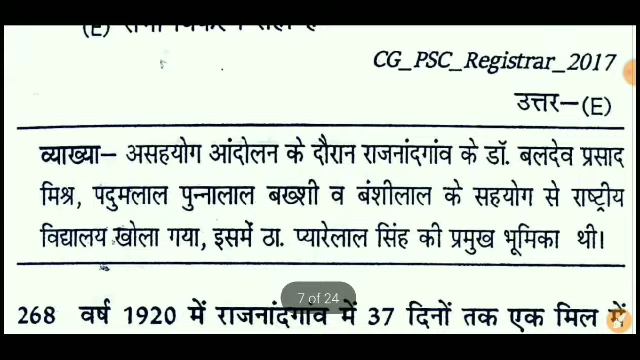 (E)
CG_PSC_Registrar_2017
उत्तर–(E)
व्याख्या– असहयोग आंदोलन के दौरान राजनांदगांव के डॉ. बलदेव प्रसाद
मिश्र, पदुमलाल पुन्नालाल बख्शी व बंशीलाल के सहयोग से राष्ट्रीय
विद्यालय खोला गया, इसमें ठा. प्यारेलाल सिंह की प्रमुख भूमिका थी।
7 of 24
268 वर्ष 1920 में राजनांदगांव में 37 दिनों तक एक मिल में